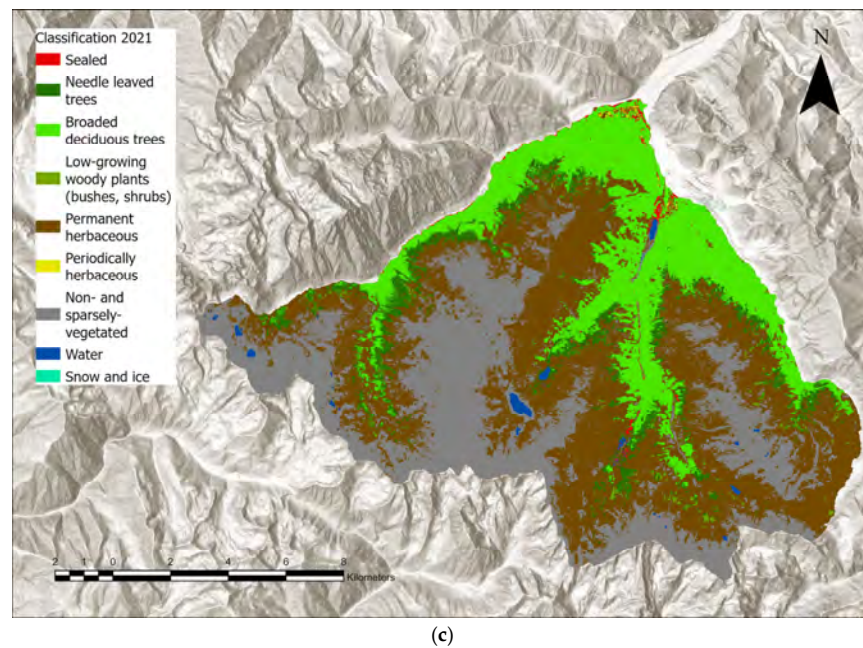 Classification 2021
Sealed
Needle leaved
trees
Broaded
deciduous trees
Low-growing
woody plants
(bushes, shrubs)
Permanent
herbaceous
Periodically
herbaceous
Non- and
sparsely-
vegetated
Water
Snow and ice
N
2 1 0 2 4 6 8
Kilometers
(c)